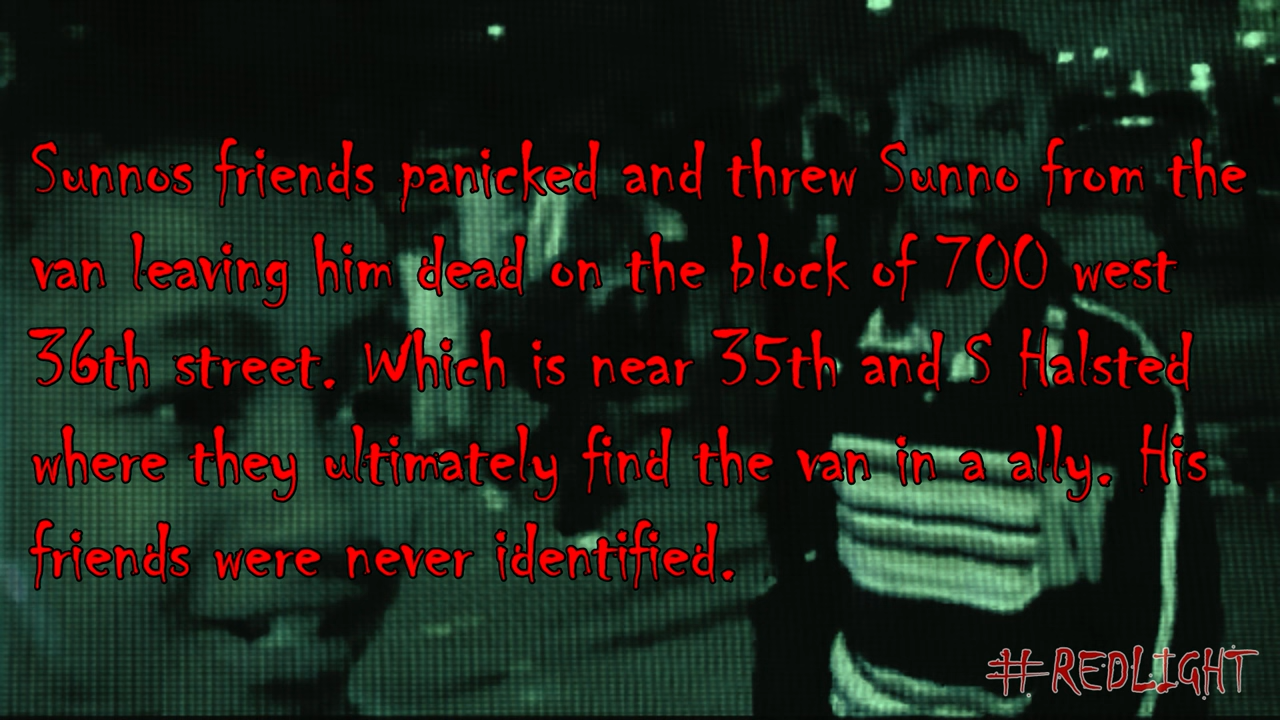 Sunnos friends panicked and threw Sunno from the
van leaving him dead on the block of 700 west
36th street. Which is near 35th and S Halsted
where they ultimately find the van in a ally. His
friends were never identified.
#REDLIGHT